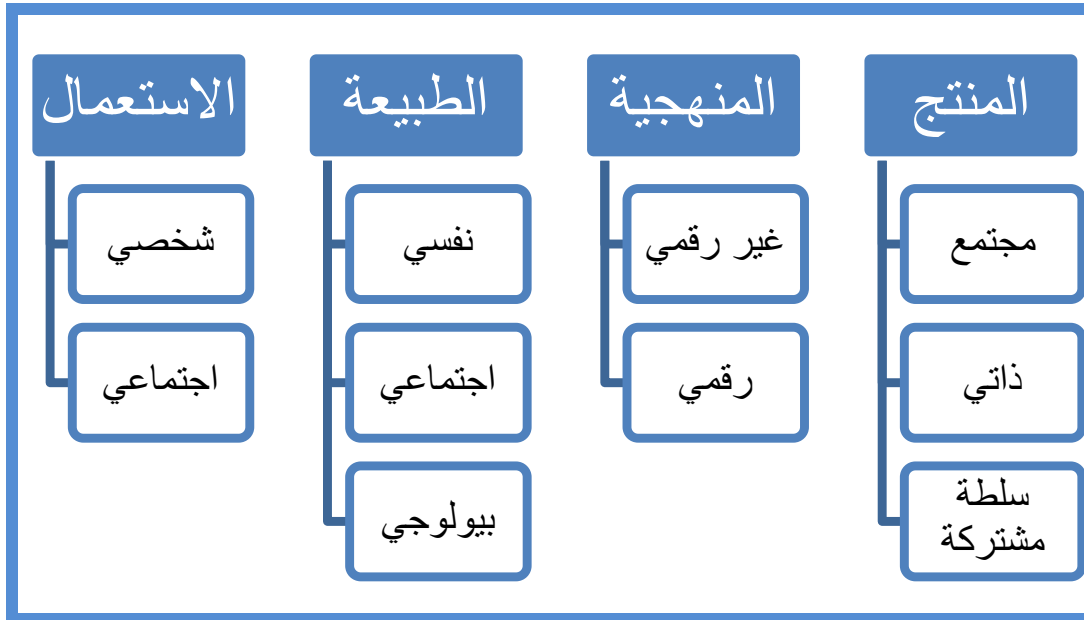 المنتج
مجتمع
ذاتي
سلطة
مشتركة
المنهجية
غير رقمي
رقمي
الطبيعة
نفسي
اجتماعي
بيولوجي
الاستعمال
شخصي
اجتماعي